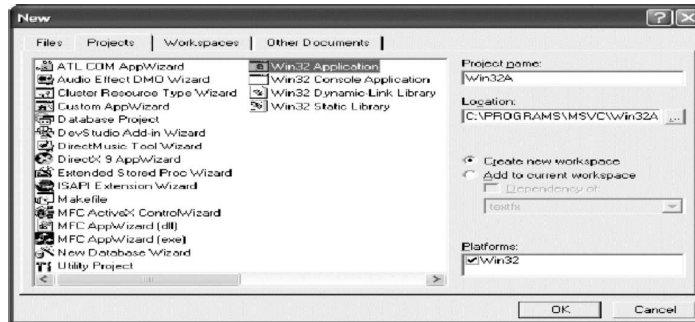 New
Files
Projects
Workspaces
Other Documents
ATL COM AppWizard
Audio Effect DMO Wizard
Cluster Resource Type Wizard
Custom AppWizard
Database Project
DevStudio Add-in Wizard
DirectMusic Tool Wizard
DirectX 9 AppWizard
Extended Stored Proc Wizard
ISAPI Extension Wizard
Makefile
MFC ActiveX ControlWizard
MFC AppWizard (dll)
MFC AppWizard (exe)
New Database Wizard
Utility Project
Win32 Application
Win32 Console Application
Win32 Dynamic-Link Library
Win32 Static Library
Project name:
Win32A
Location:
C:\PROGRAMS\MSVC\Win32A
...
Create new workspace
Add to current workspace
Dependency of:
textfx
Platforms:
Win32
OK
Cancel